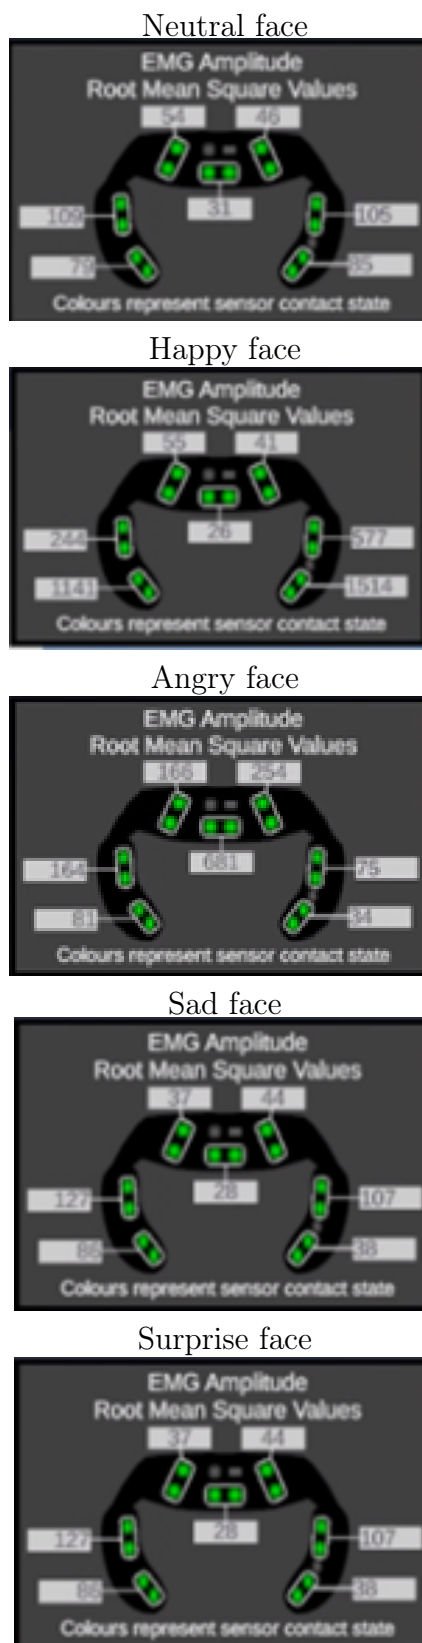 Neutral face
EMG Amplitude
Root Mean Square Values
54 46
31
109 105
79
Colours represent sensor contact state
Happy face
EMG Amplitude
Root Mean Square Values
55 41
26
244 577
1141 1514
Colours represent sensor contact state
Angry face
EMG Amplitude
Root Mean Square Values
168 254
681
164 75
81
Colours represent sensor contact state
Sad face
EMG Amplitude
Root Mean Square Values
37 44
28
127 107
86
Colours represent sensor contact state
Surprise face
EMG Amplitude
Root Mean Square Values
37 44
28
127 107
86
Colours represent sensor contact state